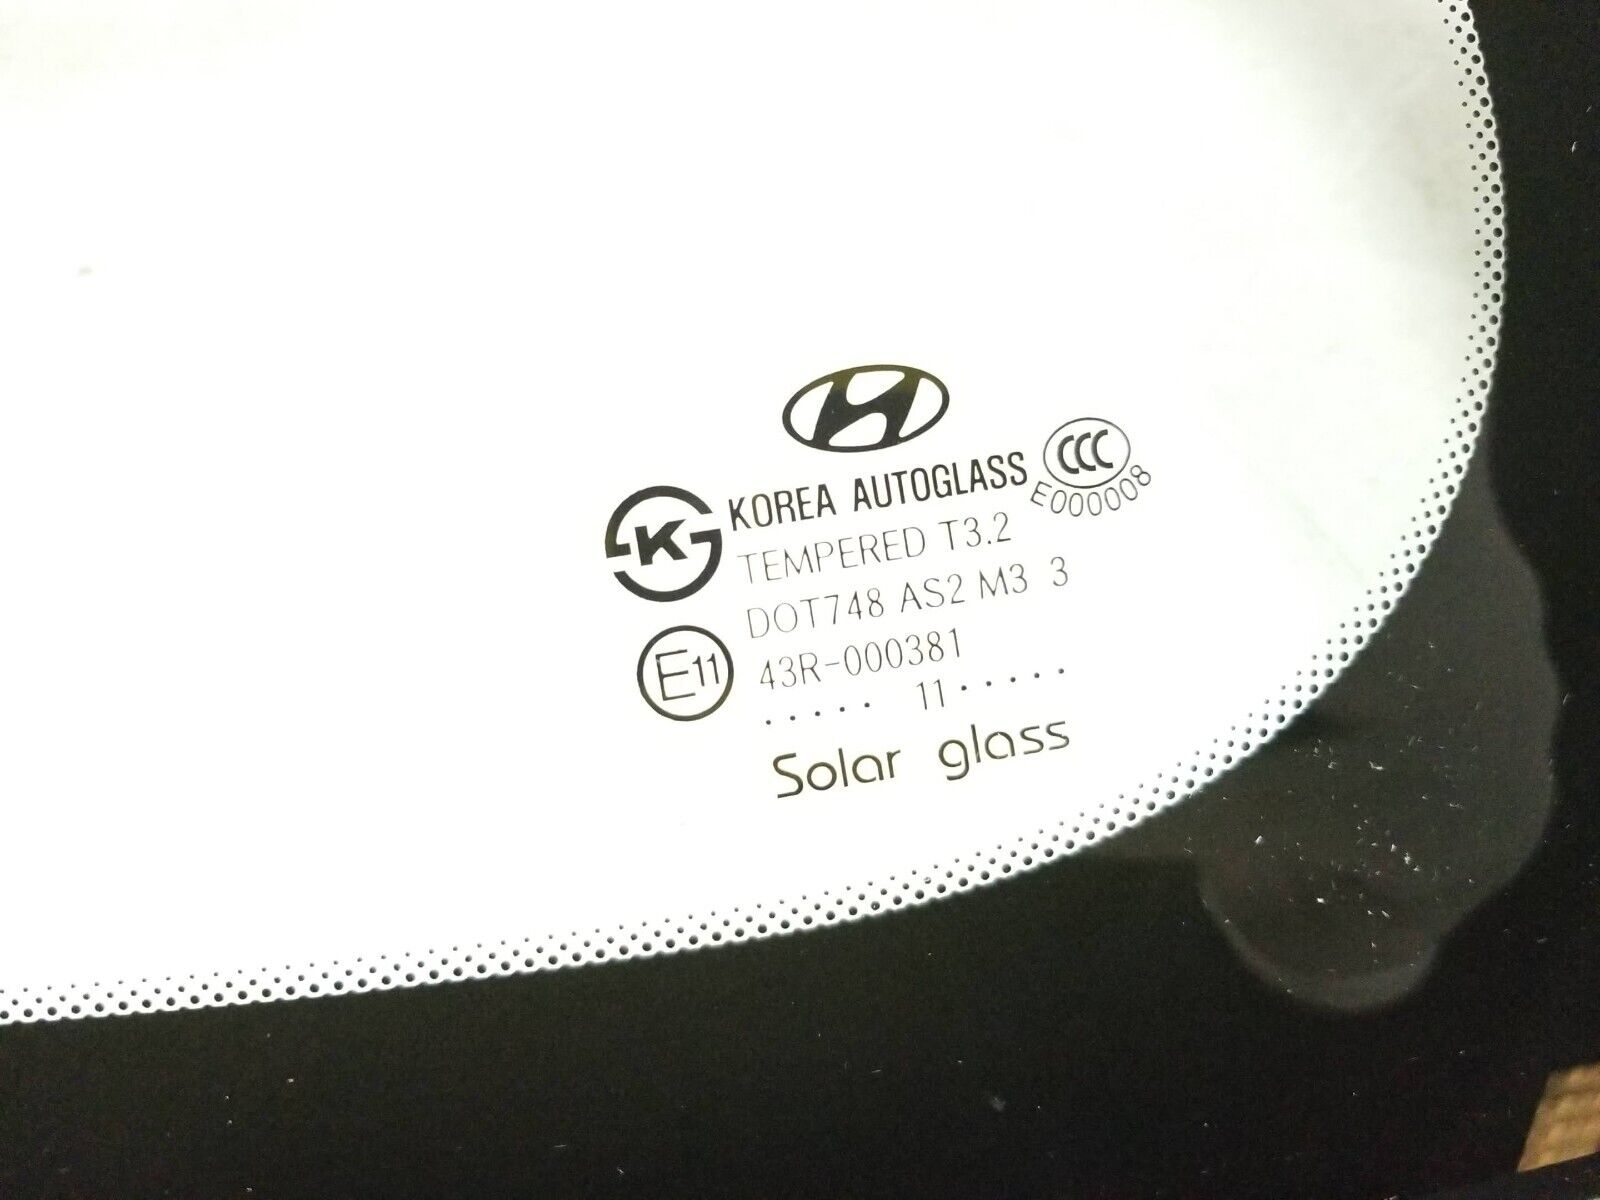 KOREA AUTOGLASS
CCC
E000008
K
TEMPERED T3.2
DOT748 AS2 M3 3
E11
43R-000381
..... 11 .....
Solar glass